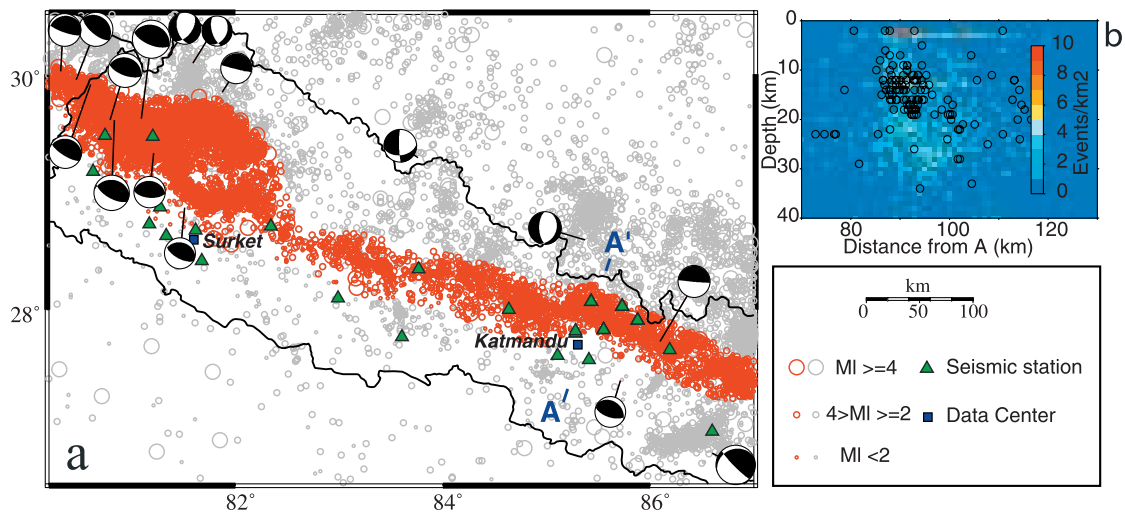 30°
28°
82°
84°
86°
Surket
Katmandu
A'
A'
a
0
10
20
30
40
Depth (km)
80
100
120
Distance from A (km)
10
8
6
4
2
0
Events/km2
b
km
0 50 100
Ml >=4
Seismic station
4>Ml >=2
Data Center
Ml <2